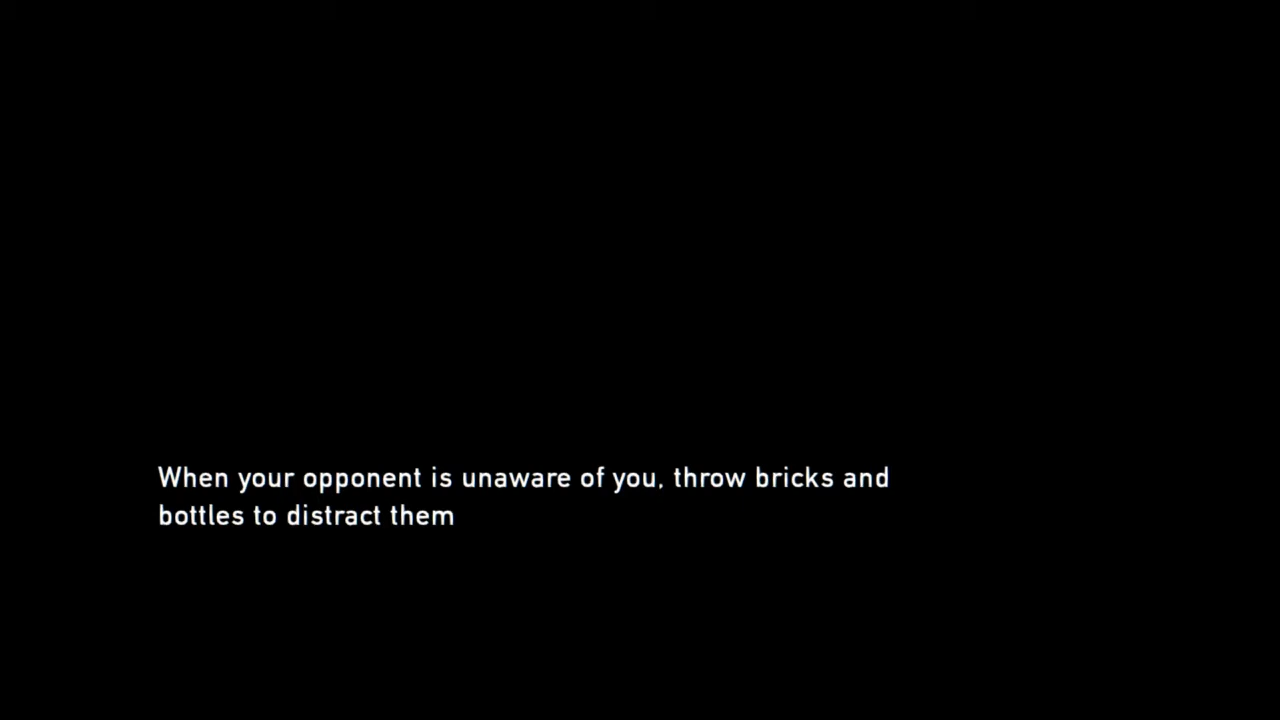 When your opponent is unaware of you, throw bricks and
bottles to distract them